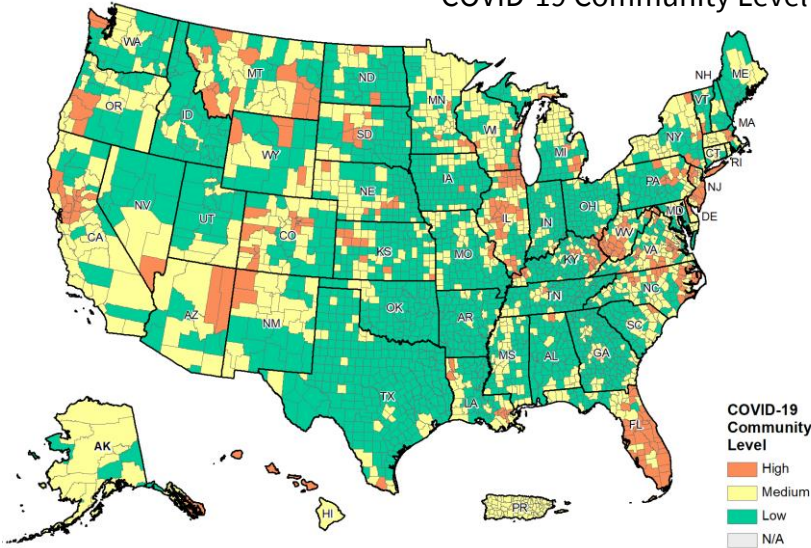 COVID-19 Community Level
WA
MT
ND
MN
OR
ID
WY
SD
WI
MI
NH
VT
ME
NY
MA
CT
RI
NV
UT
CO
NE
IA
IL
IN
OH
PA
NJ
MD
DE
CA
KS
MO
KY
WV
VA
AZ
NM
OK
AR
TN
NC
SC
TX
LA
MS
AL
GA
FL
AK
HI
PR
COVID-19
Community
Level
High
Medium
Low
N/A